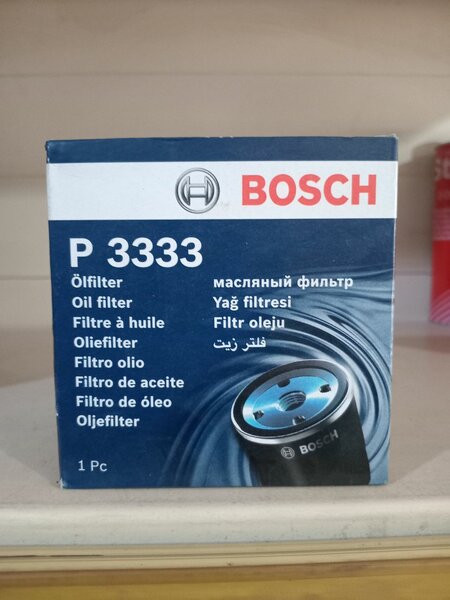 BOSCH
P 3333
Ölfilter
Oil filter
Filtre à huile
Oliefilter
Filtro olio
Filtro de aceite
Filtro de óleo
Oljefilter
масляный фильтр
Yağ filtresi
Filtr oleju
فلتر زيت
BOSCH
1 Pc